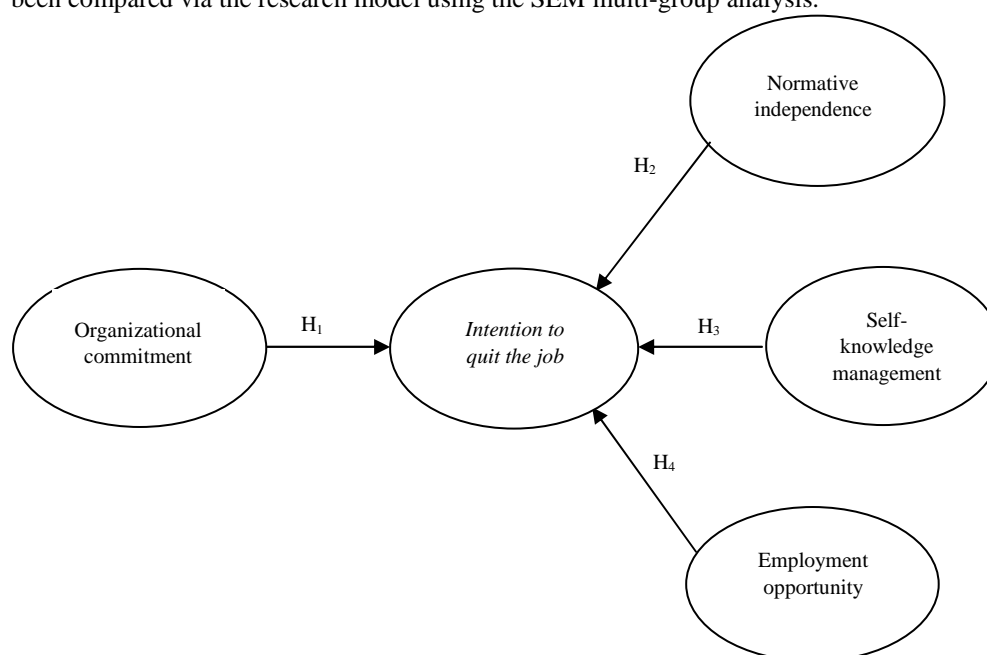 been compared via the research model using the SEM multi-group analysis.
Normative
independence
H2
Organizational
commitment
H1
Intention to
quit the job
H3
Self-
knowledge
management
H4
Employment
opportunity